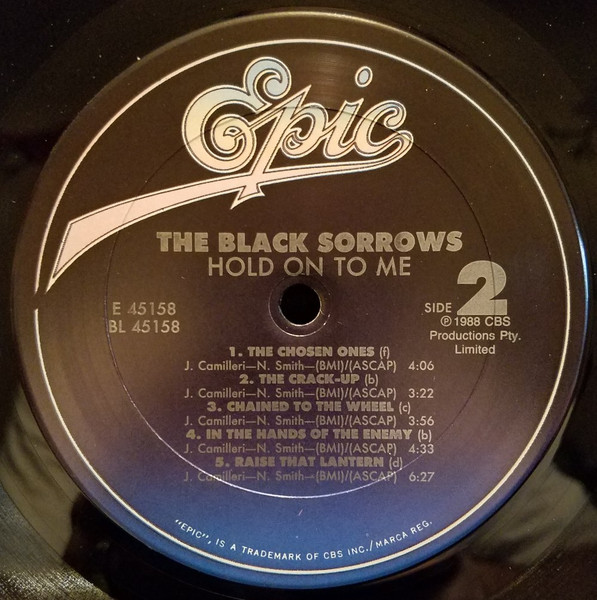 Epic
THE BLACK SORROWS
HOLD ON TO ME
E 45158
BL 45158
SIDE 2
℗ 1988 CBS
Productions Pty.
Limited
1. THE CHOSEN ONES (f)
J. Camilleri—N. Smith—(BMI)/(ASCAP) 4:06
2. THE CRACK-UP (b)
J. Camilleri—N. Smith—(BMI)/(ASCAP) 3:22
3. CHAINED TO THE WHEEL (c)
J. Camilleri—N. Smith—(BMI)/(ASCAP) 3:56
4. IN THE HANDS OF THE ENEMY (b)
J. Camilleri—N. Smith—(BMI)/(ASCAP) 4:33
5. RAISE THAT LANTERN (d)
J. Camilleri—N. Smith—(BMI)/(ASCAP) 6:27
"EPIC", IS A TRADEMARK OF CBS INC./MARCA REG.